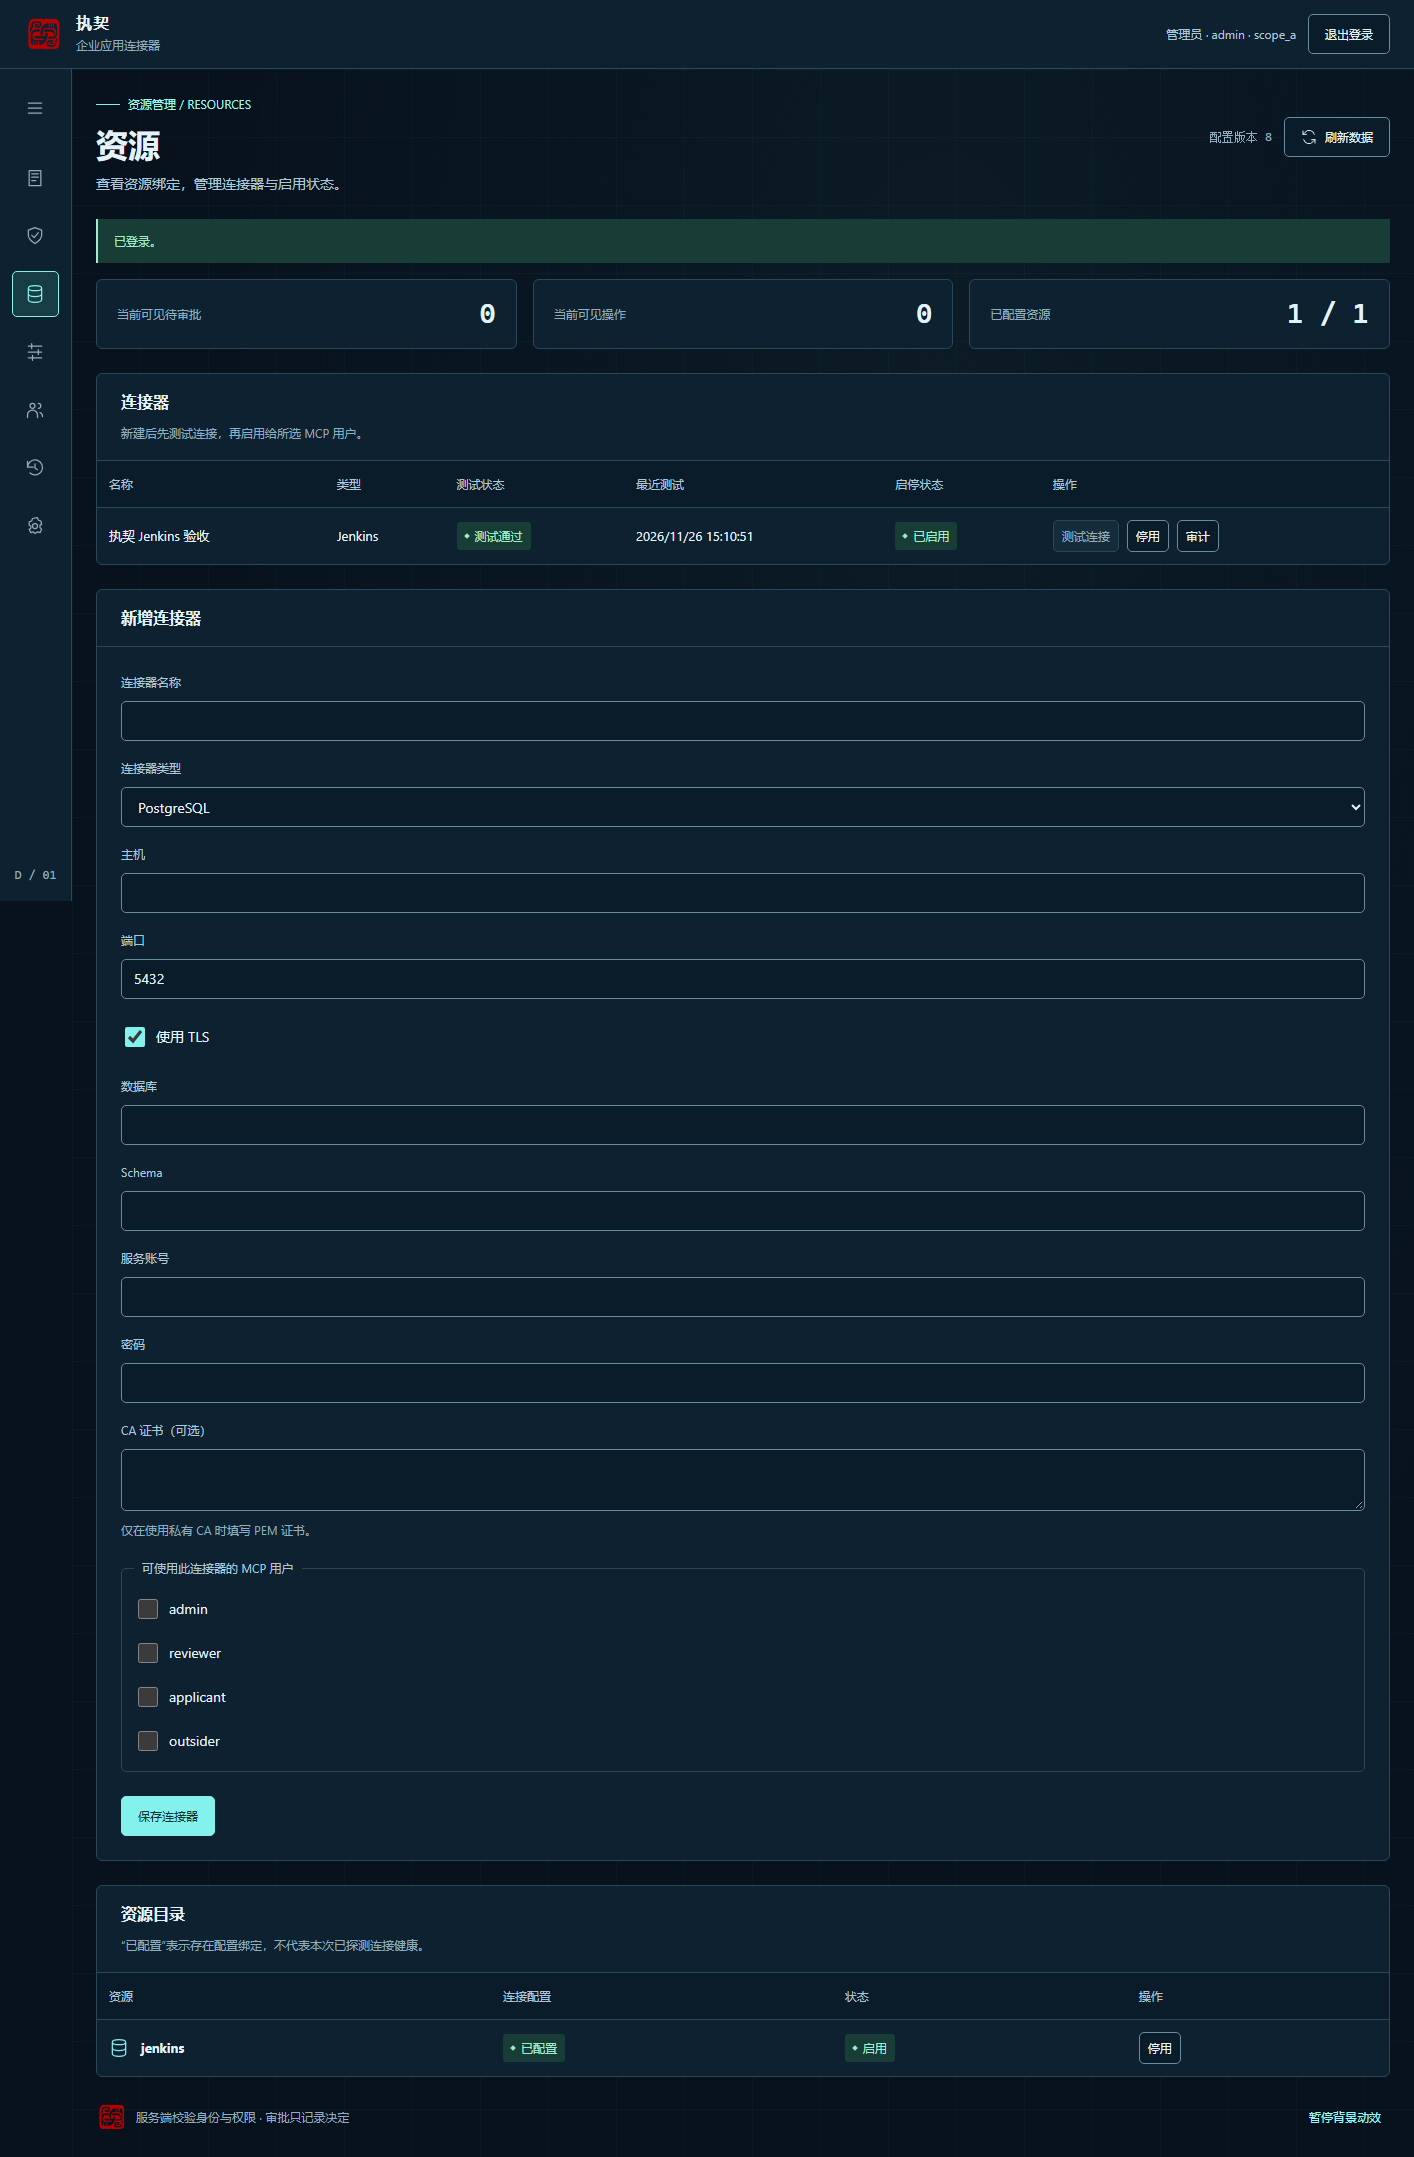 执契
企业应用连接器
管理员 · admin · scope_a
退出登录
资源管理 / RESOURCES
资源
查看资源绑定，管理连接器与启用状态。
配置版本 8
刷新数据
已登录。
当前可见待审批 0
当前可见操作 0
已配置资源 1 / 1
连接器
新建后先测试连接，再启用给所选 MCP 用户。
名称 类型 测试状态 最近测试 启停状态 操作
执契 Jenkins 验收 Jenkins 测试通过 2026/11/26 15:10:51 已启用 测试连接 停用 审计
新增连接器
连接器名称
连接器类型
PostgreSQL
主机
端口
5432
使用 TLS
数据库
Schema
服务账号
密码
CA 证书（可选）
仅在使用私有 CA 时填写 PEM 证书。
可使用此连接器的 MCP 用户
admin
reviewer
applicant
outsider
保存连接器
D / 01
资源目录
“已配置”表示存在配置绑定，不代表本次已探测连接健康。
资源 连接配置 状态 操作
jenkins 已配置 启用 停用
服务端校验身份与权限 · 审批只记录决定
暂停背景动效